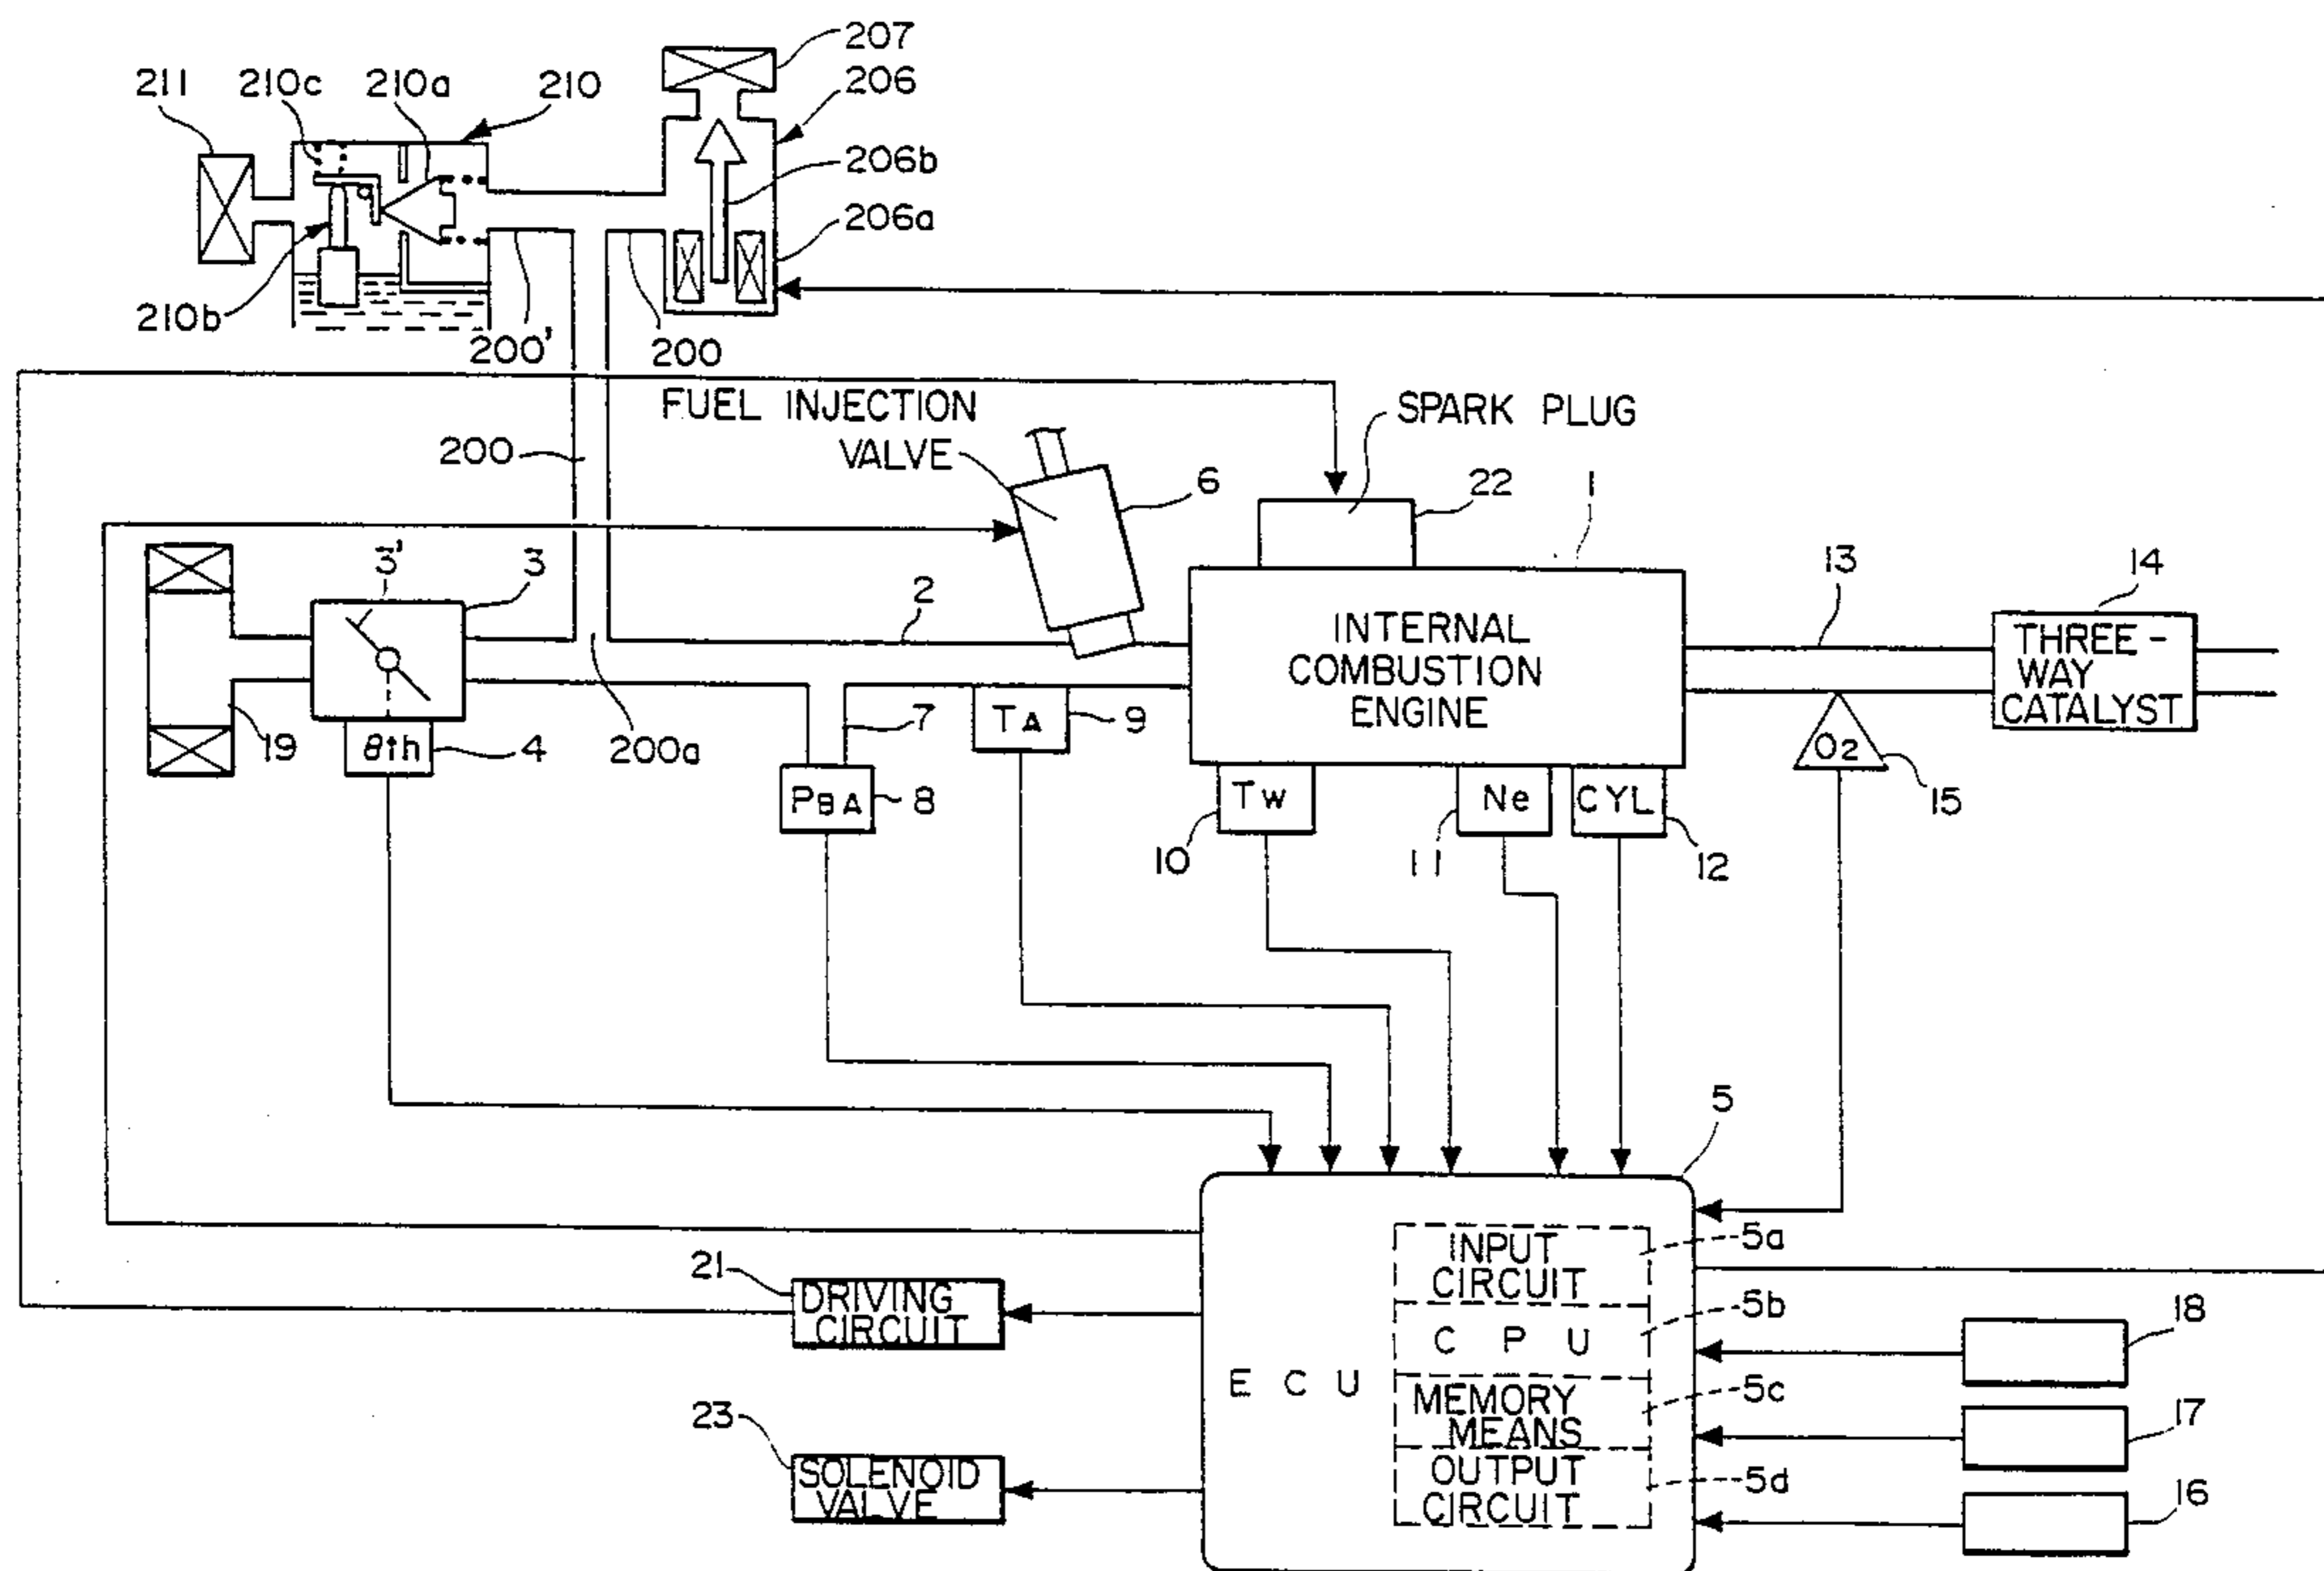 207
211 210c 210a 210 206
206b
206a
210b
200' 200
FUEL INJECTION
VALVE
SPARK PLUG
200
6 22 1
3' 3 2 13 14
INTERNAL
COMBUSTION
ENGINE
THREE-
WAY
CATALYST
19 θth 4 200a 7 TA 9 O2
PBA 8 TW Ne CYL 15
10 11 12
5
INPUT
CIRCUIT
5a
21
DRIVING
CIRCUIT
C P U
5b
18
E C U
MEMORY
MEANS
5c
23
17
SOLENOID
VALVE
OUTPUT
CIRCUIT
5d
16